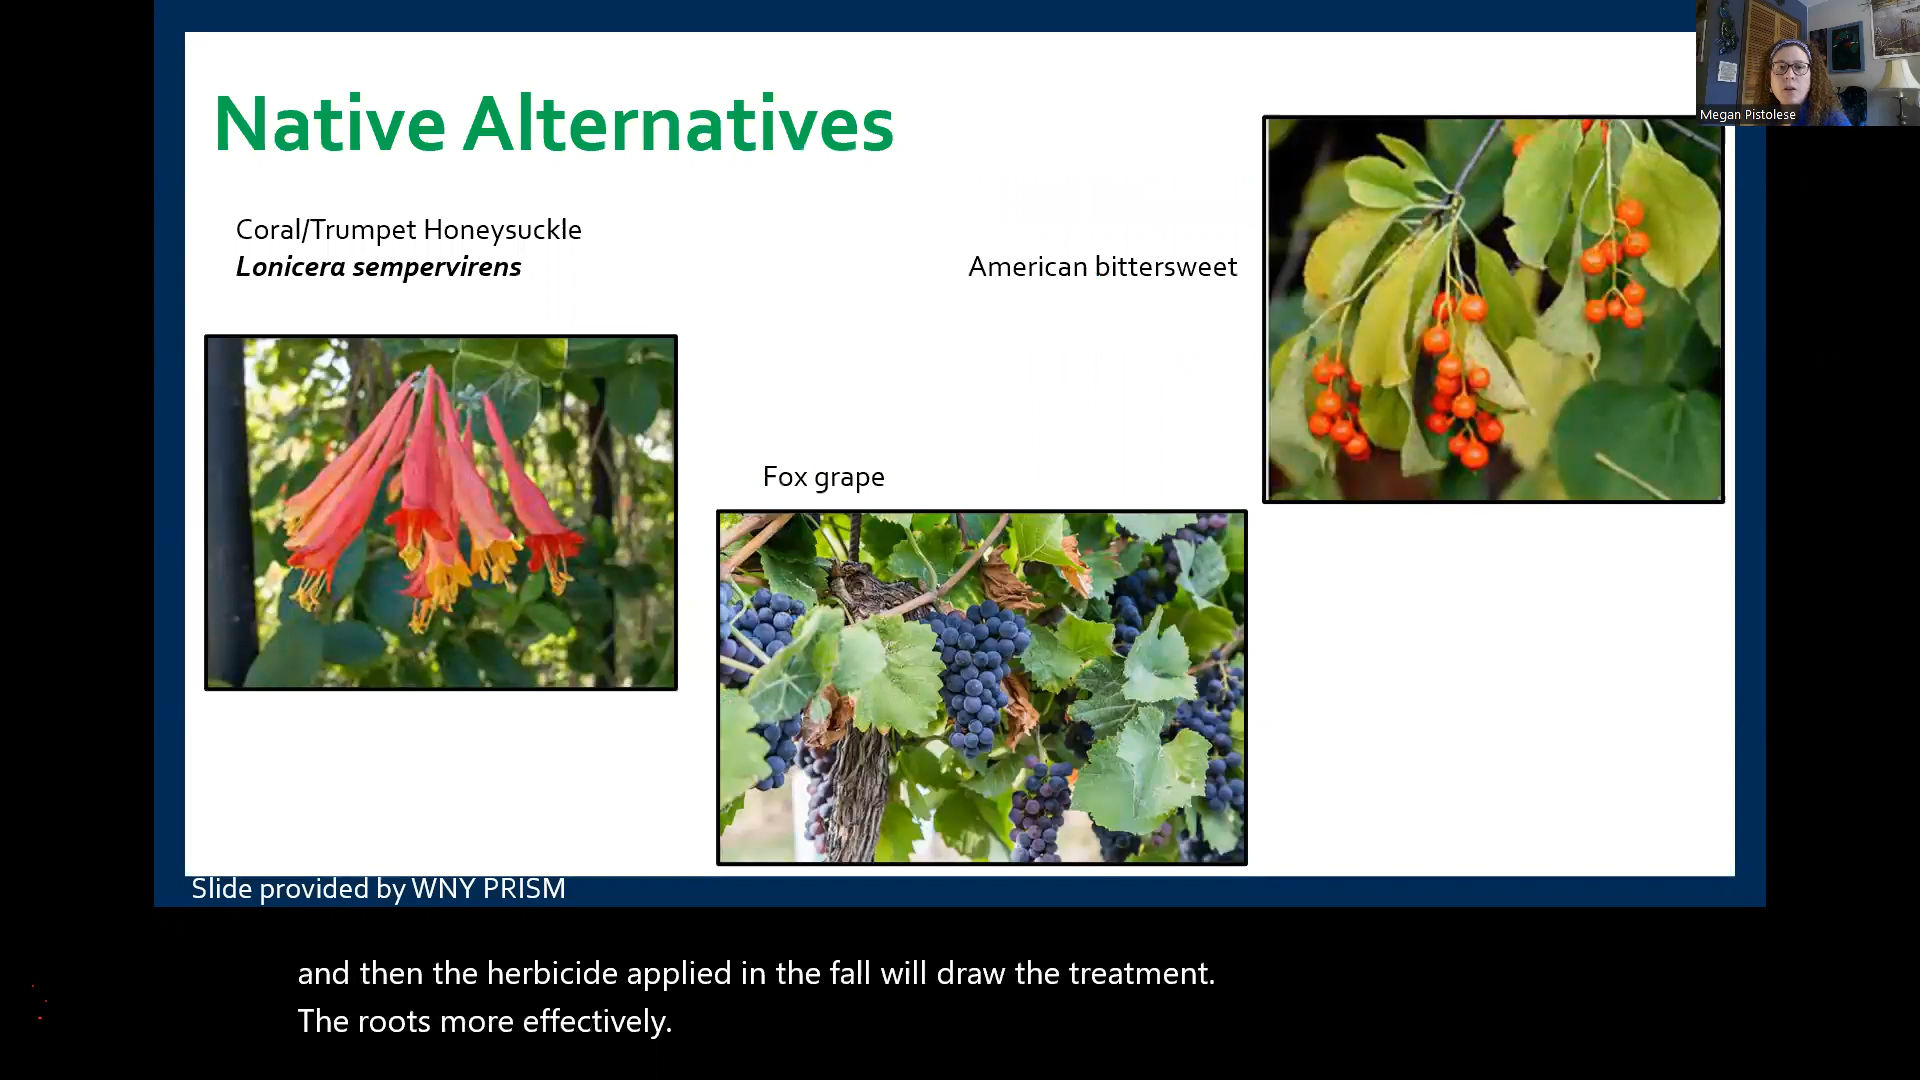 Native Alternatives
Megan Pistolese
Coral/Trumpet Honeysuckle
Lonicera sempervirens
American bittersweet
Fox grape
Slide provided by WNY PRISM
and then the herbicide applied in the fall will draw the treatment.
The roots more effectively.